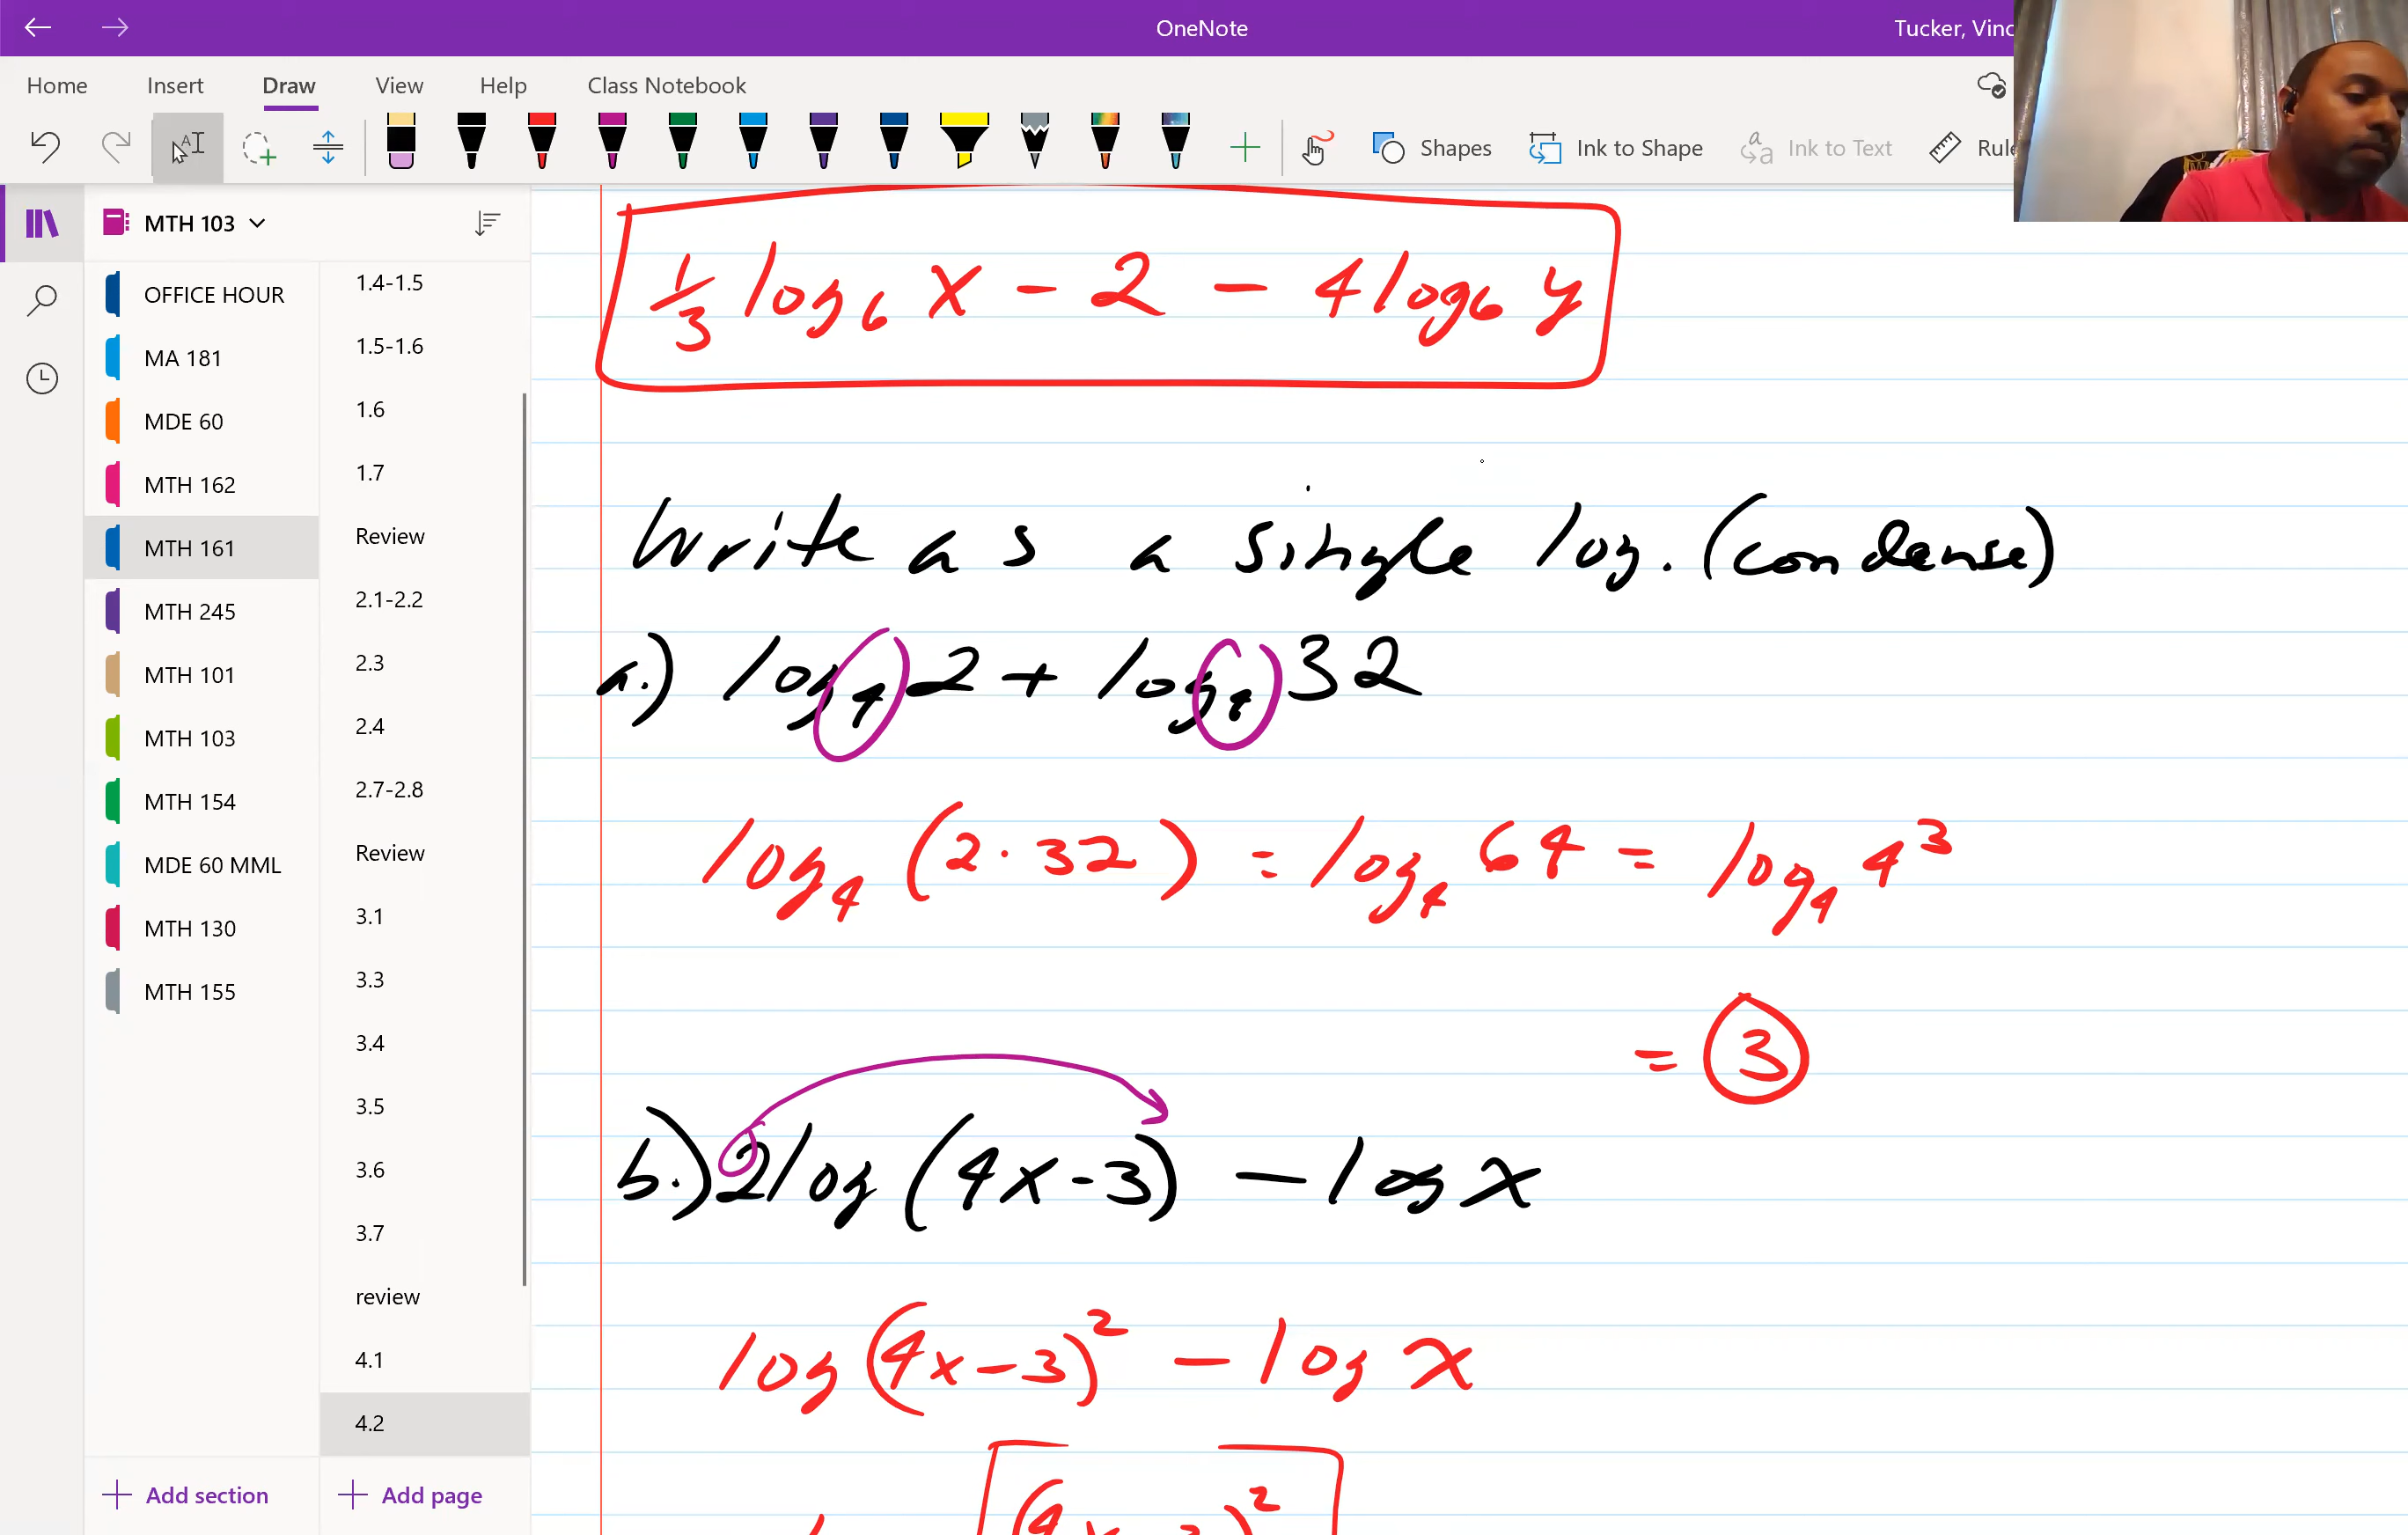 OneNote
Tucker, Vinc
Home Insert Draw View Help Class Notebook
Shapes Ink to Shape Ink to Text Rule
MTH 103
OFFICE HOUR
MA 181
MDE 60
MTH 162
MTH 161
MTH 245
MTH 101
MTH 103
MTH 154
MDE 60 MML
MTH 130
MTH 155
Add section
1.4-1.5
1.5-1.6
1.6
1.7
Review
2.1-2.2
2.3
2.4
2.7-2.8
Review
3.1
3.3
3.4
3.5
3.6
3.7
review
4.1
4.2
Add page
1/3 log₆ x - 2 - 4 log₆ y
Write as a single log. (condense)
a.) log₄ 2 + log₄ 32
log₄ (2 · 32) = log₄ 64 = log₄ 4³
= 3
b.) 2 log (4x-3) - log x
log (4x-3)² - log x